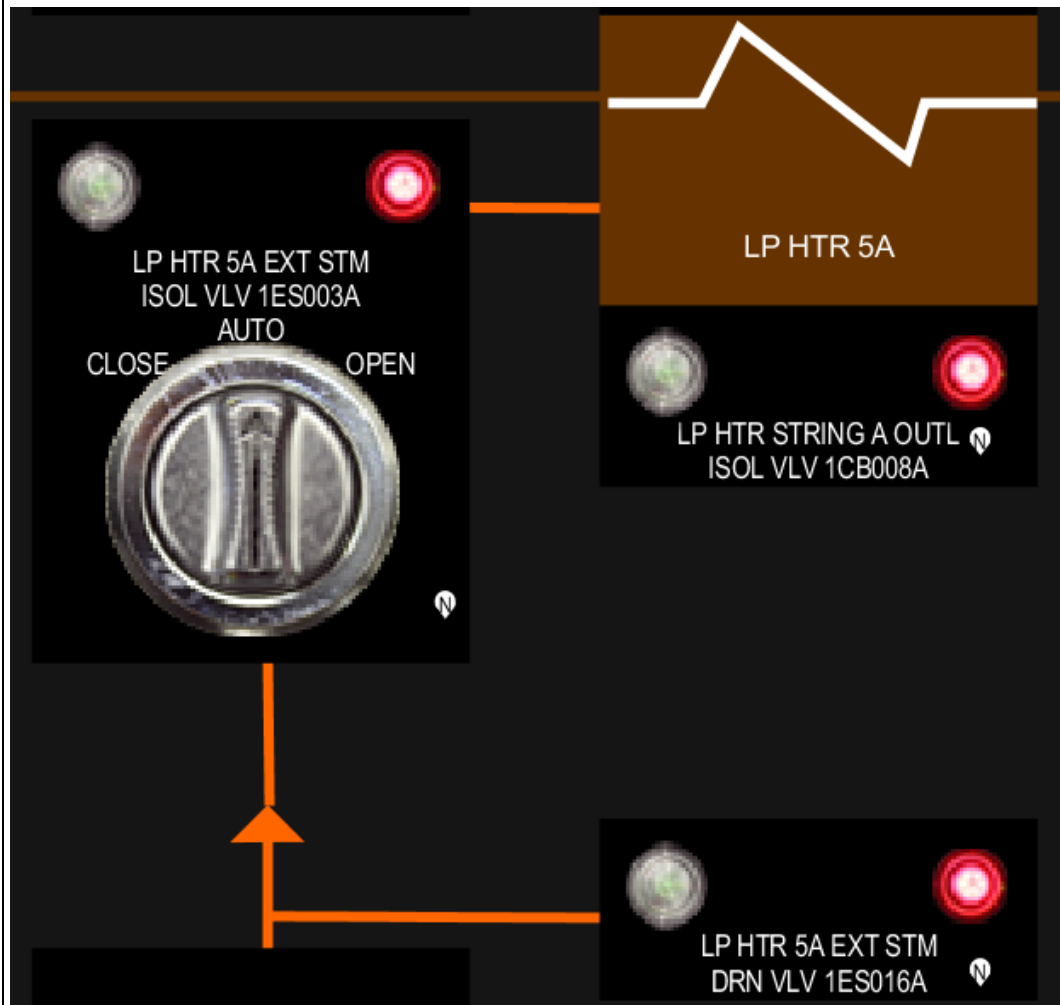 LP HTR 5A
LP HTR 5A EXT STM
ISOL VLV 1ES003A
AUTO
CLOSE
OPEN
N
LP HTR STRING A OUTL
N
ISOL VLV 1CB008A
LP HTR 5A EXT STM
DRN VLV 1ES016A
N